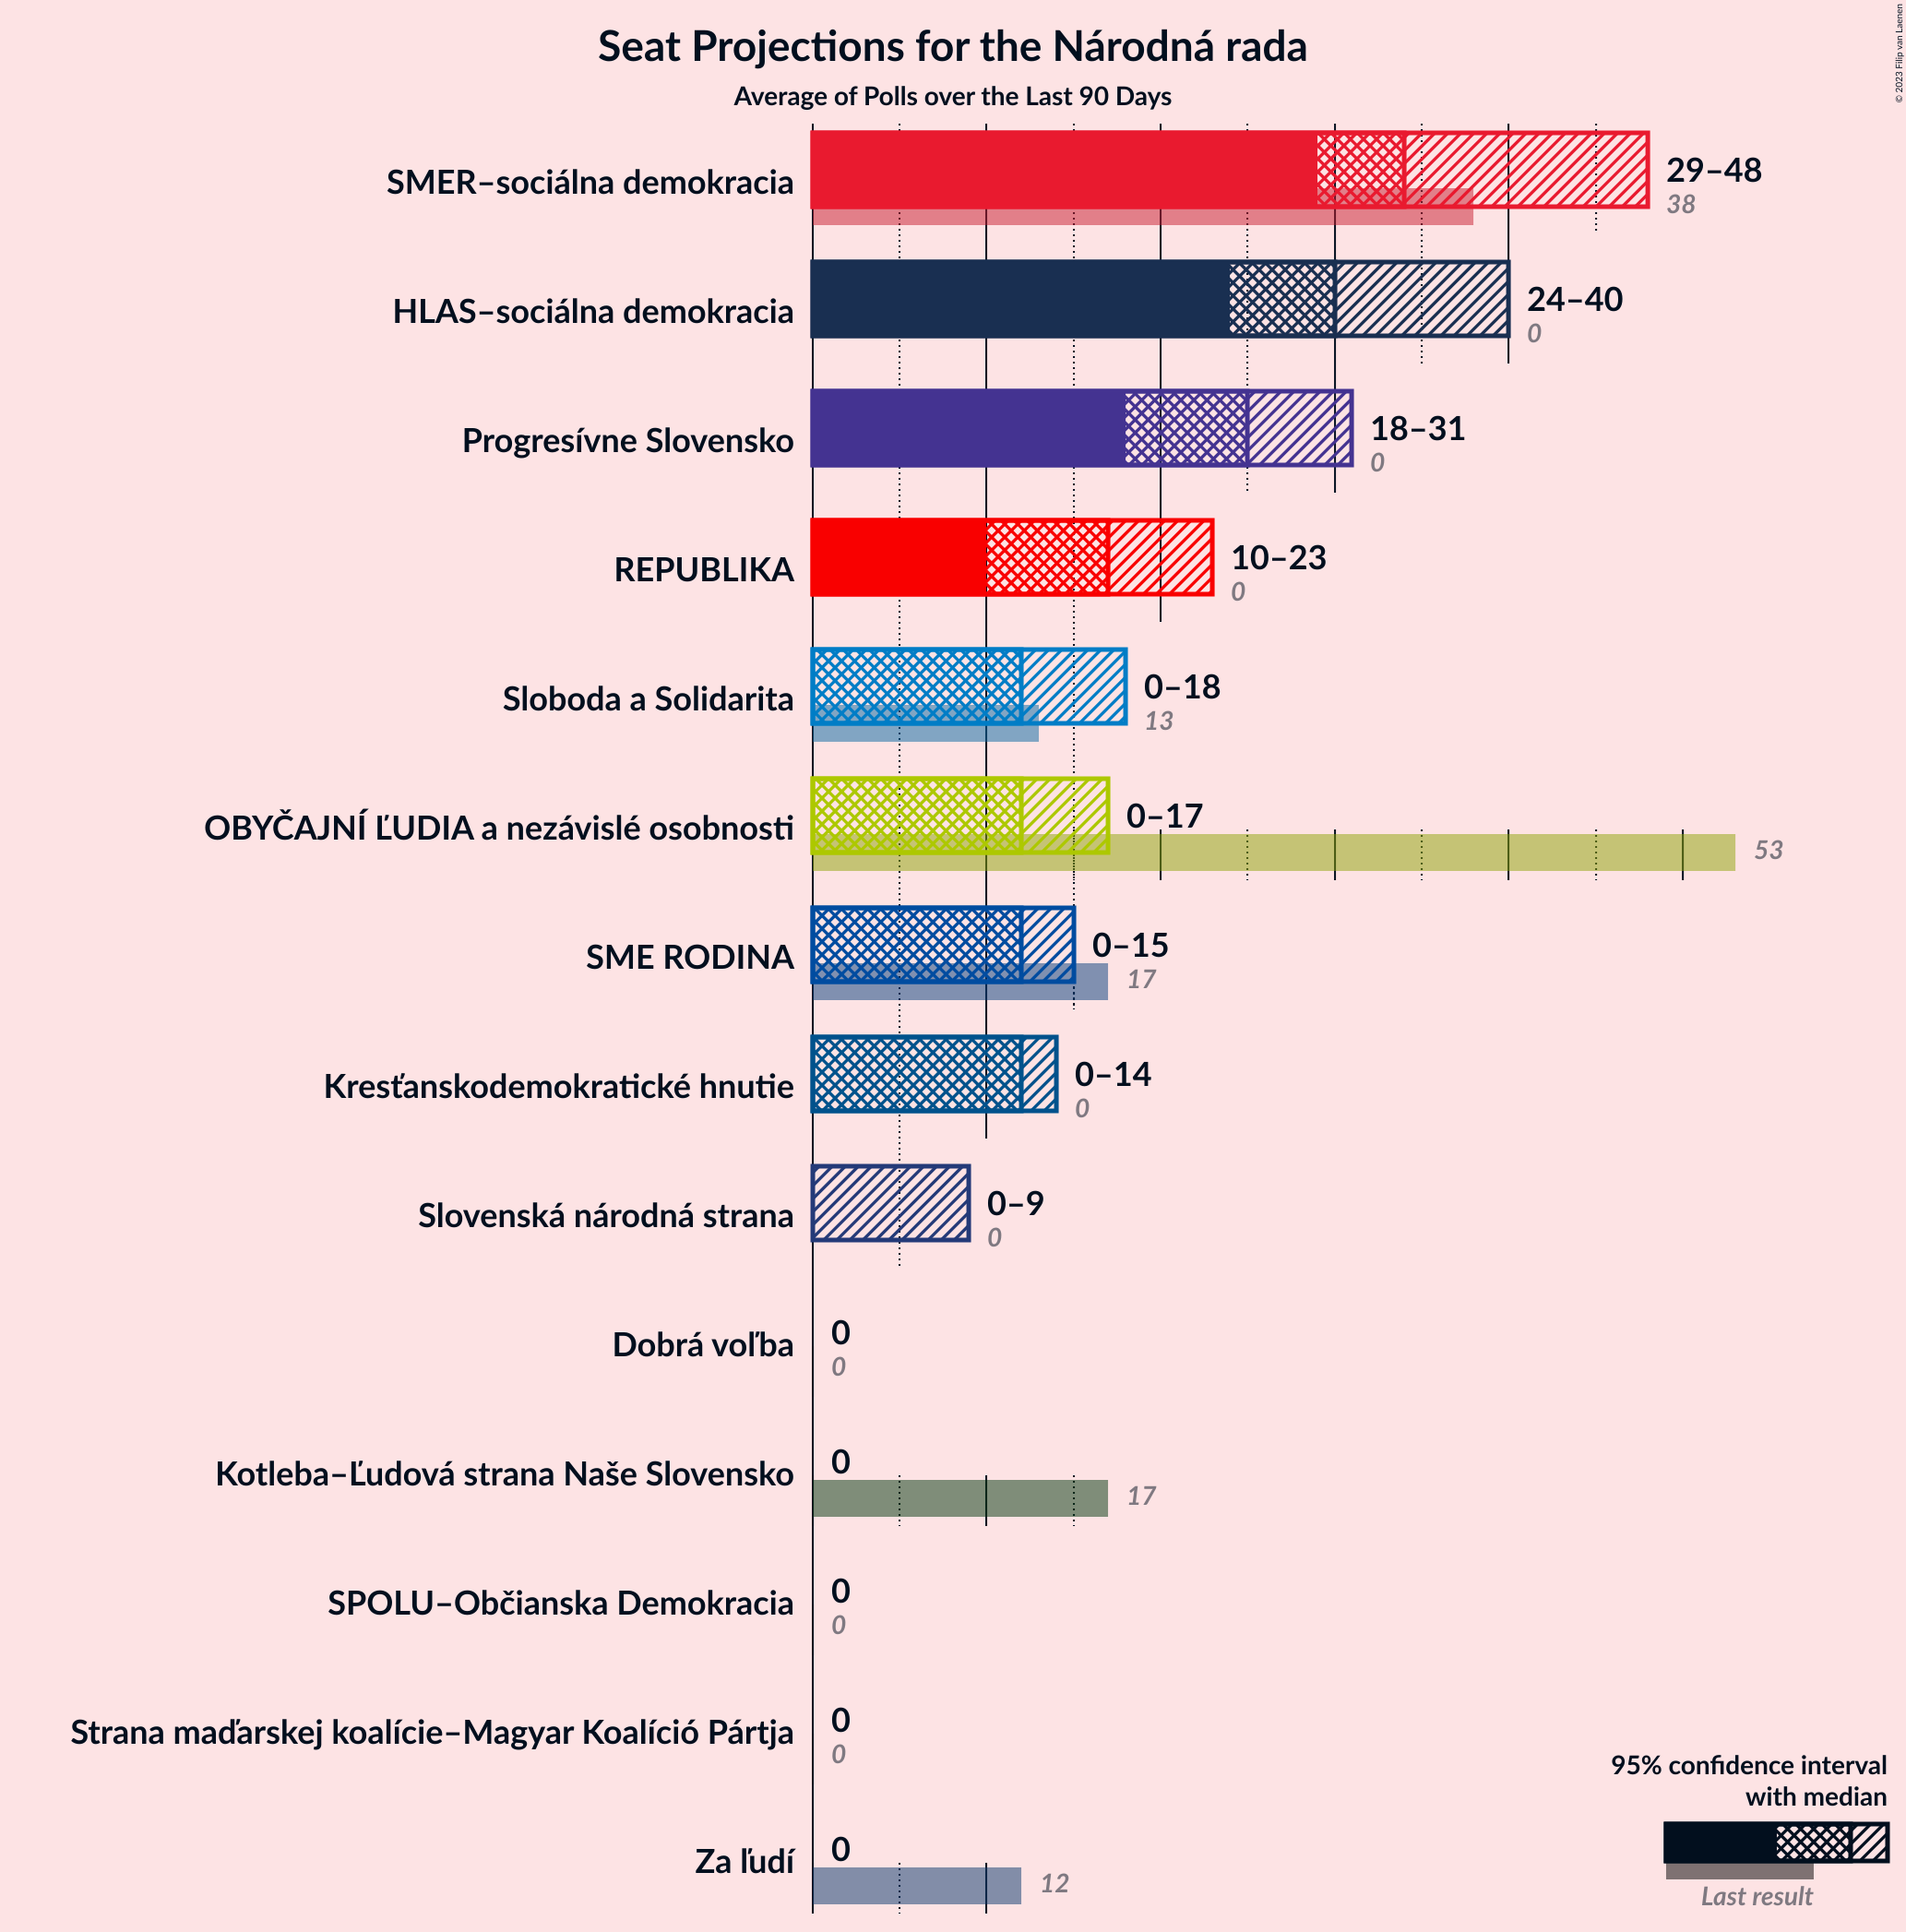 Seat Projections for the Národná rada
Average of Polls over the Last 90 Days
© 2023 Filip van Laenen
SMER–sociálna demokracia
29–48
38
HLAS–sociálna demokracia
24–40
0
Progresívne Slovensko
18–31
0
REPUBLIKA
10–23
0
Sloboda a Solidarita
0–18
13
OBYČAJNÍ ĽUDIA a nezávislé osobnosti
0–17
53
SME RODINA
0–15
17
Kresťanskodemokratické hnutie
0–14
0
Slovenská národná strana
0–9
0
Dobrá voľba
0
0
Kotleba–Ľudová strana Naše Slovensko
0
17
SPOLU–Občianska Demokracia
0
0
Strana maďarskej koalície–Magyar Koalíció Pártja
0
0
Za ľudí
0
12
95% confidence interval
with median
Last result